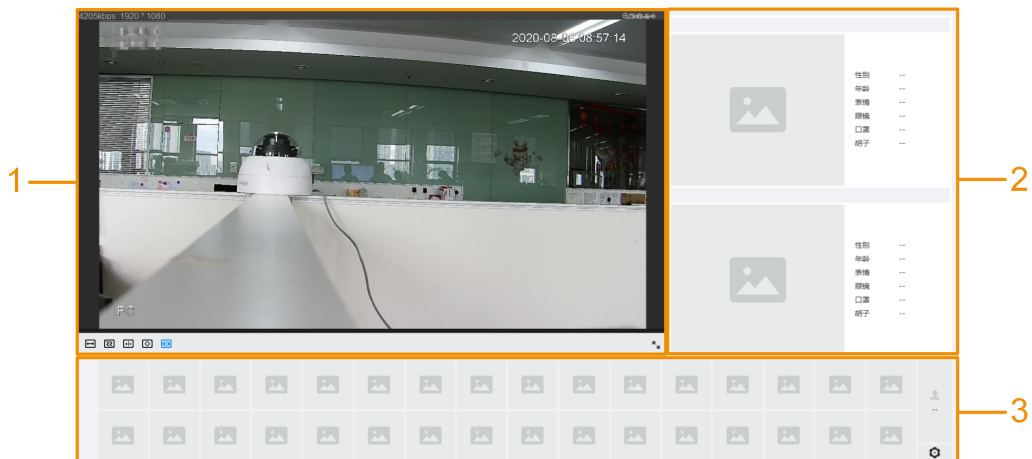 4205kbps 1920 * 1080
2020-08-06 08:57:14
IPC
1
性别 --
年龄 --
表情 --
眼镜 --
口罩 --
胡子 --
2
性别 --
年龄 --
表情 --
眼镜 --
口罩 --
胡子 --
--
3